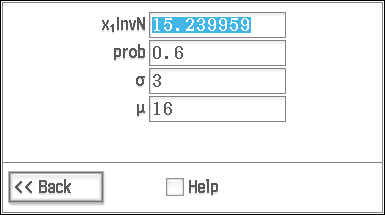 x₁InvN 15.239959
prob 0.6
σ 3
μ 16
<< Back Help